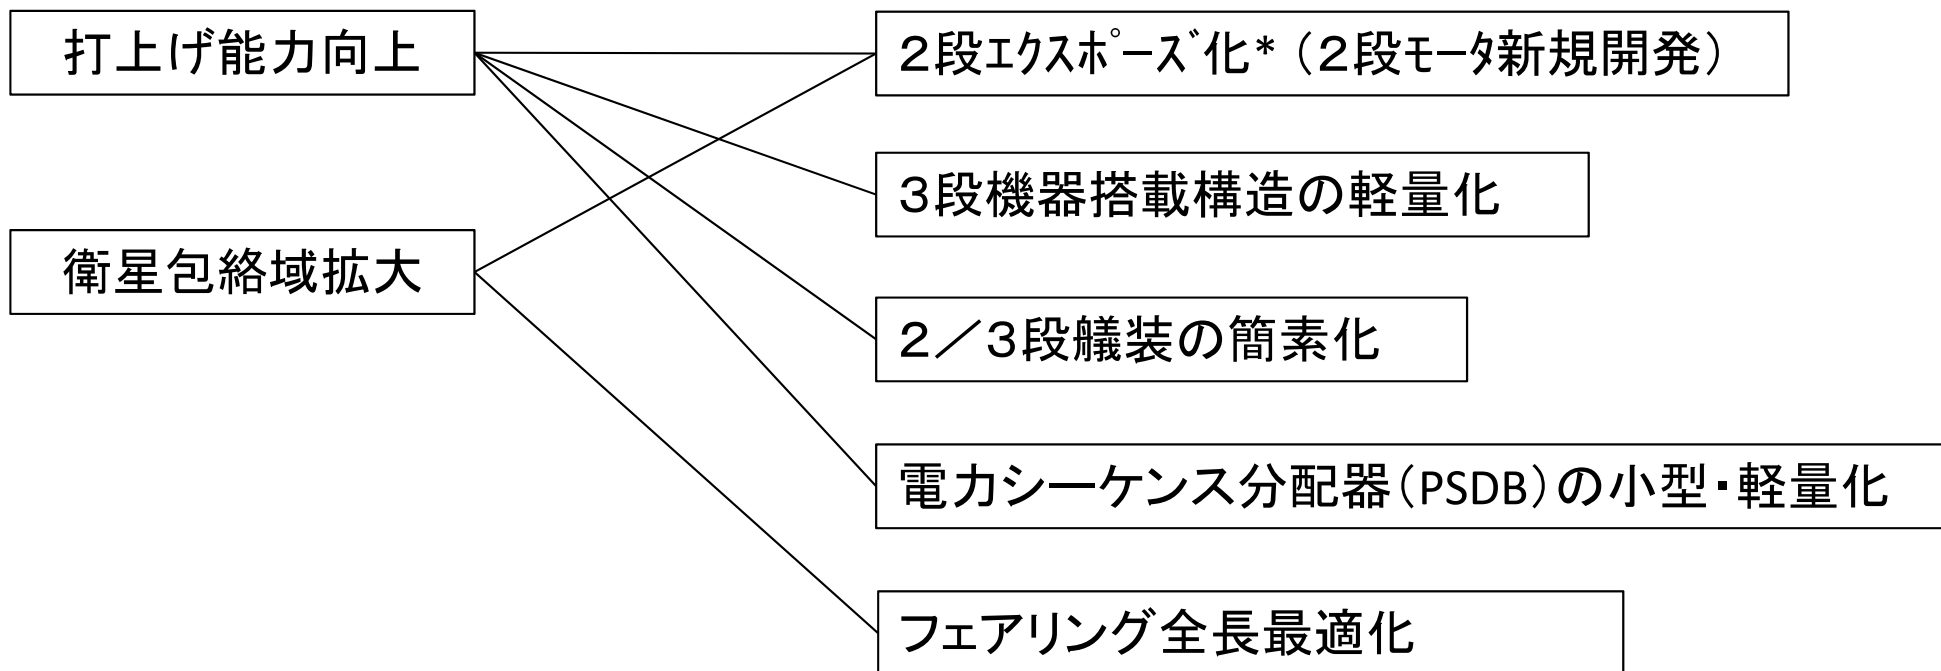 打上げ能力向上
衛星包絡域拡大
２段ｴｸｽﾎﾟｰｽﾞ化*（２段ﾓｰﾀ新規開発）
３段機器搭載構造の軽量化
２／３段艤装の簡素化
電力シーケンス分配器（PSDB）の小型・軽量化
フェアリング全長最適化